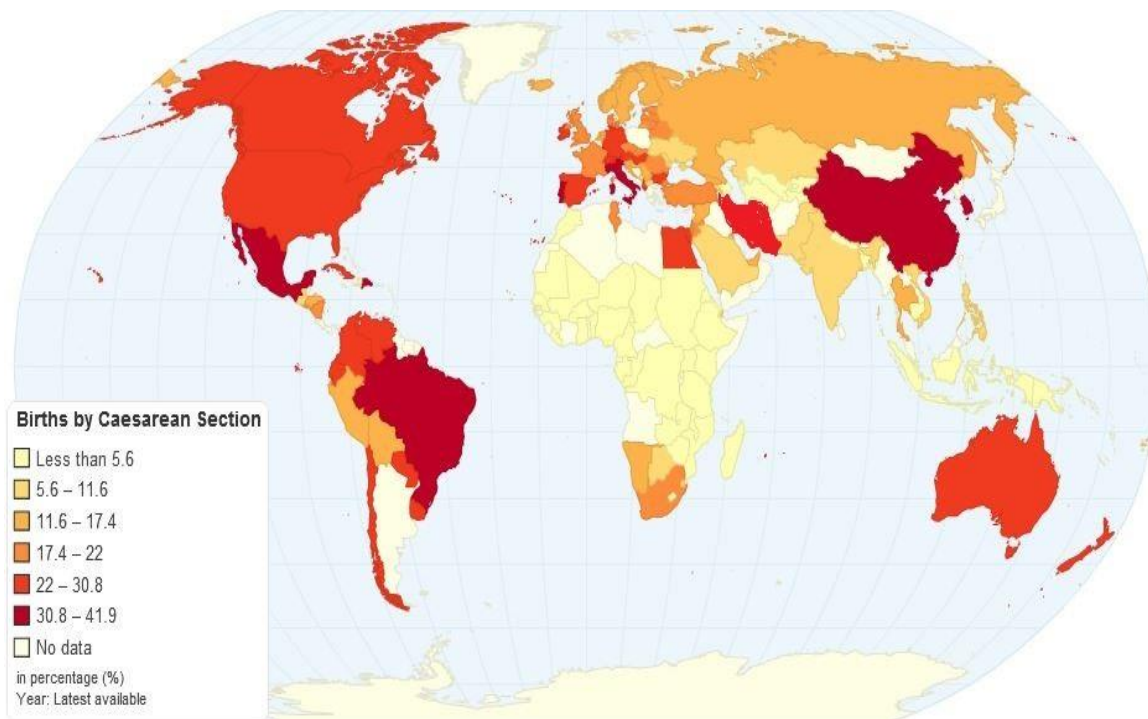 Births by Caesarean Section
Less than 5.6
5.6 – 11.6
11.6 – 17.4
17.4 – 22
22 – 30.8
30.8 – 41.9
No data
in percentage (%)
Year: Latest available